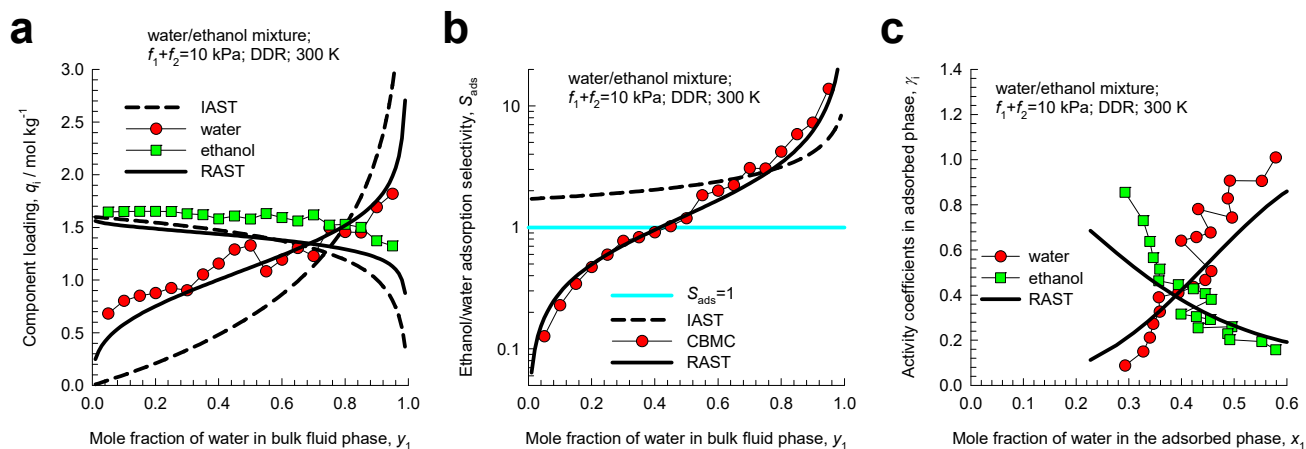 a
water/ethanol mixture;
f₁+f₂=10 kPa; DDR; 300 K
Component loading, qᵢ / mol kg⁻¹
3.0
2.5
2.0
1.5
1.0
0.5
0.0
IAST
water
ethanol
RAST
0.0 0.2 0.4 0.6 0.8 1.0
Mole fraction of water in bulk fluid phase, y₁
b
water/ethanol mixture;
f₁+f₂=10 kPa; DDR; 300 K
Ethanol/water adsorption selectivity, S_ads
10
1
0.1
S_ads=1
IAST
CBMC
RAST
0.0 0.2 0.4 0.6 0.8 1.0
Mole fraction of water in bulk fluid phase, y₁
c
water/ethanol mixture;
f₁+f₂=10 kPa; DDR; 300 K
Activity coefficients in adsorbed phase, γᵢ
1.4
1.2
1.0
0.8
0.6
0.4
0.2
0.0
water
ethanol
RAST
0.0 0.1 0.2 0.3 0.4 0.5 0.6
Mole fraction of water in the adsorbed phase, x₁